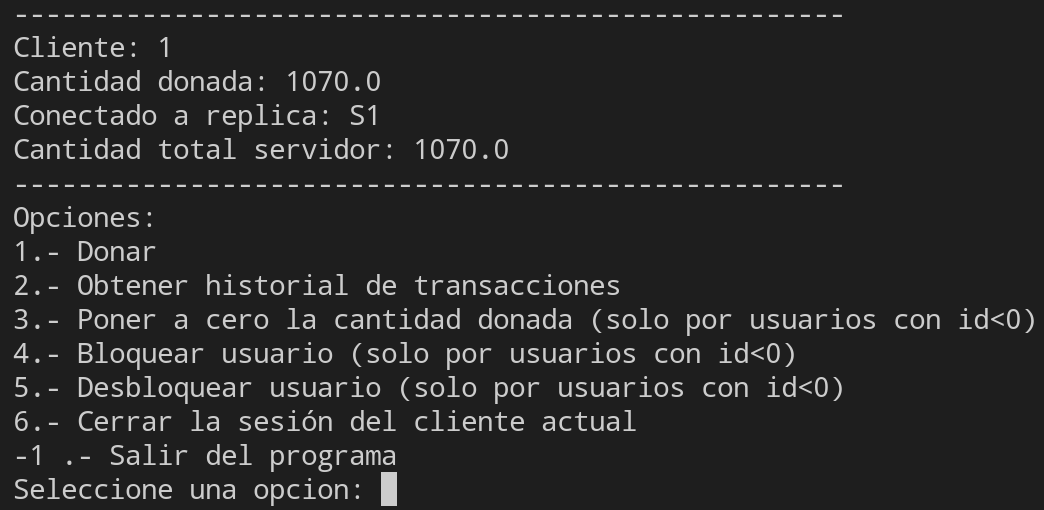 ----------------------------------------------------
Cliente: 1
Cantidad donada: 1070.0
Conectado a replica: S1
Cantidad total servidor: 1070.0
----------------------------------------------------
Opciones:
1.- Donar
2.- Obtener historial de transacciones
3.- Poner a cero la cantidad donada (solo por usuarios con id<0)
4.- Bloquear usuario (solo por usuarios con id<0)
5.- Desbloquear usuario (solo por usuarios con id<0)
6.- Cerrar la sesión del cliente actual
-1 .- Salir del programa
Seleccione una opcion: